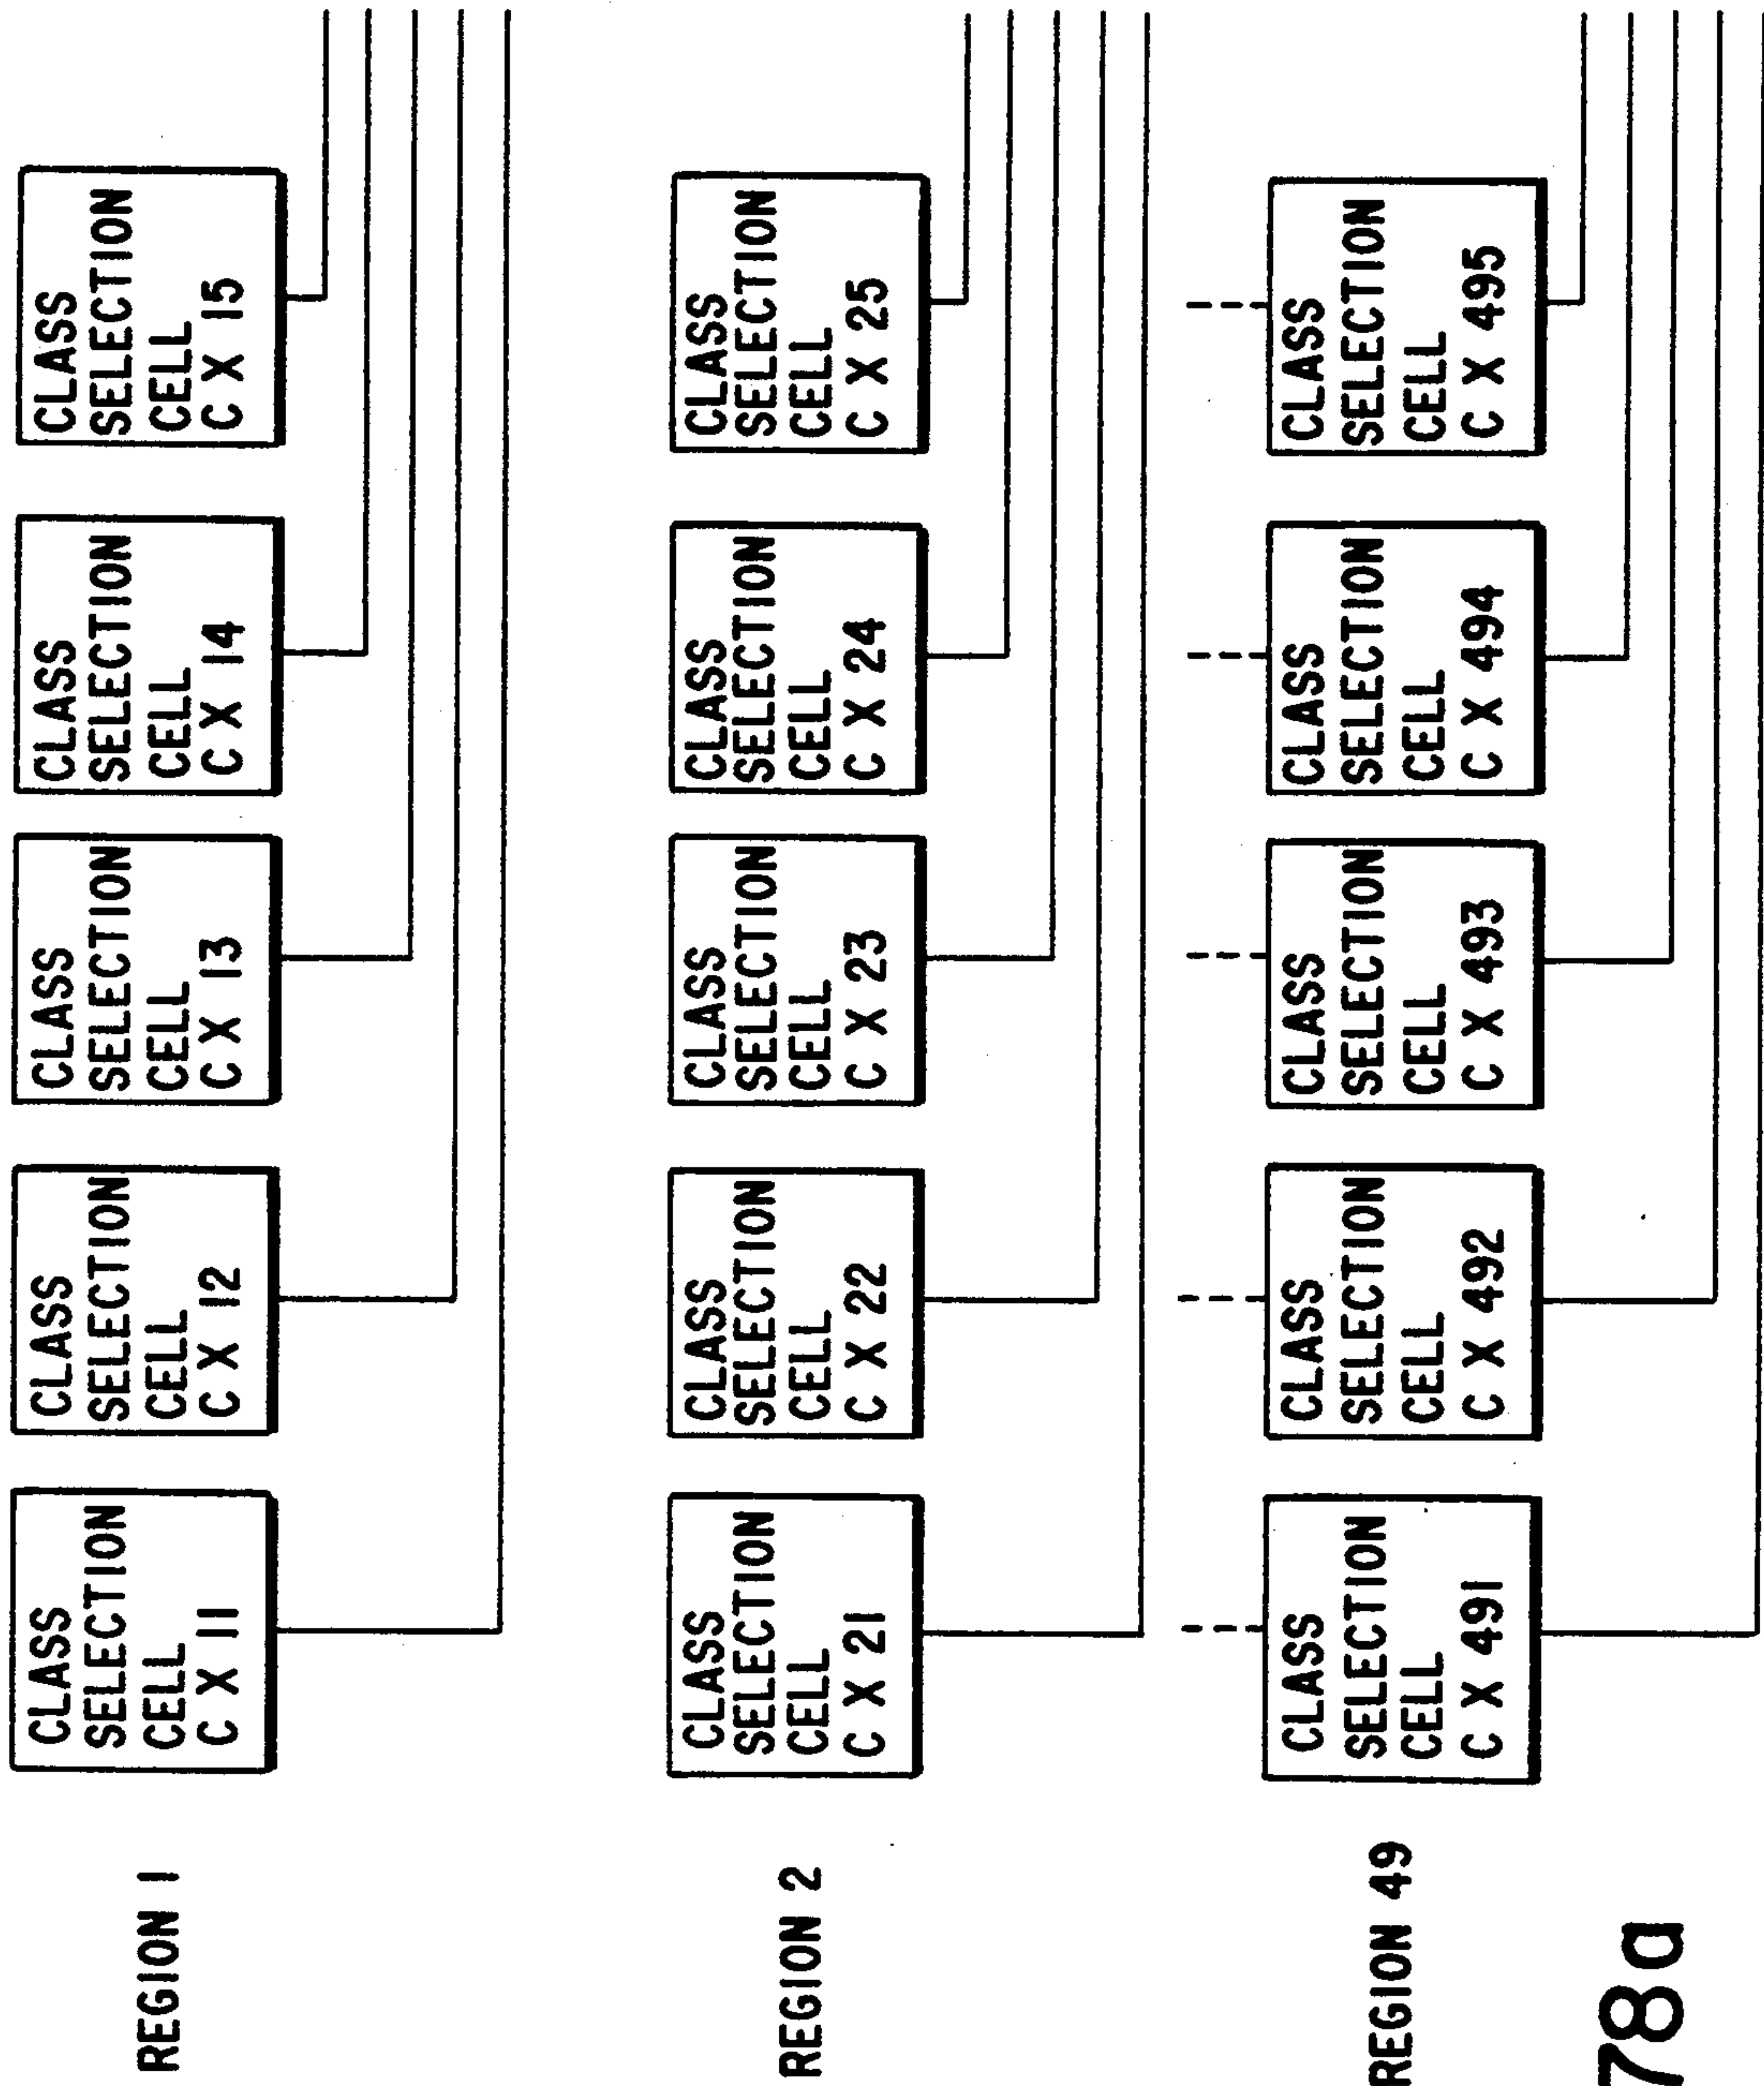 REGION 1
CLASS
SELECTION
CELL
C X 11
CLASS
SELECTION
CELL
C X 12
CLASS
SELECTION
CELL
C X 13
CLASS
SELECTION
CELL
C X 14
CLASS
SELECTION
CELL
C X 15
REGION 2
CLASS
SELECTION
CELL
C X 21
CLASS
SELECTION
CELL
C X 22
CLASS
SELECTION
CELL
C X 23
CLASS
SELECTION
CELL
C X 24
CLASS
SELECTION
CELL
C X 25
REGION 49
CLASS
SELECTION
CELL
C X 491
CLASS
SELECTION
CELL
C X 492
CLASS
SELECTION
CELL
C X 493
CLASS
SELECTION
CELL
C X 494
CLASS
SELECTION
CELL
C X 495
78a